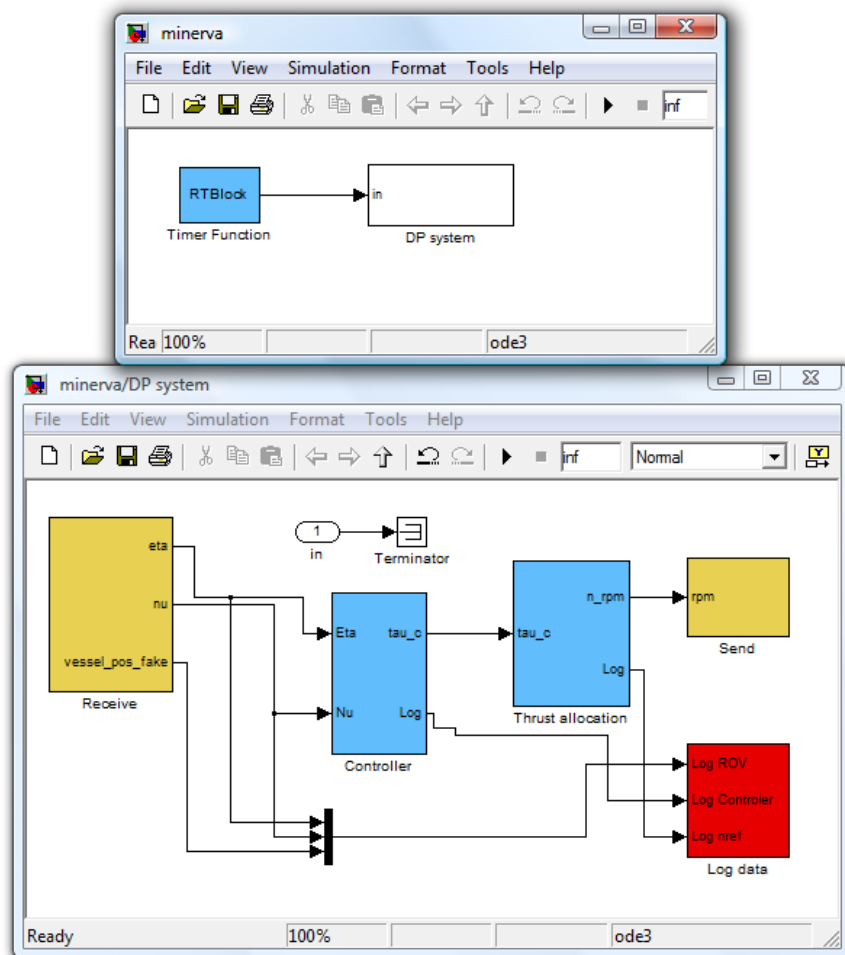 minerva
File Edit View Simulation Format Tools Help
inf
RTBlock
in
Timer Function
DP system
Rea 100% ode3
minerva/DP system
File Edit View Simulation Format Tools Help
inf Normal
eta
nu
vessel_pos_fake
Receive
1
in
Terminator
Eta tau_c
Nu Log
Controller
n_rpm
tau_c
Log
Thrust allocation
rpm
Send
Log ROV
Log Controler
Log nref
Log data
Ready 100% ode3